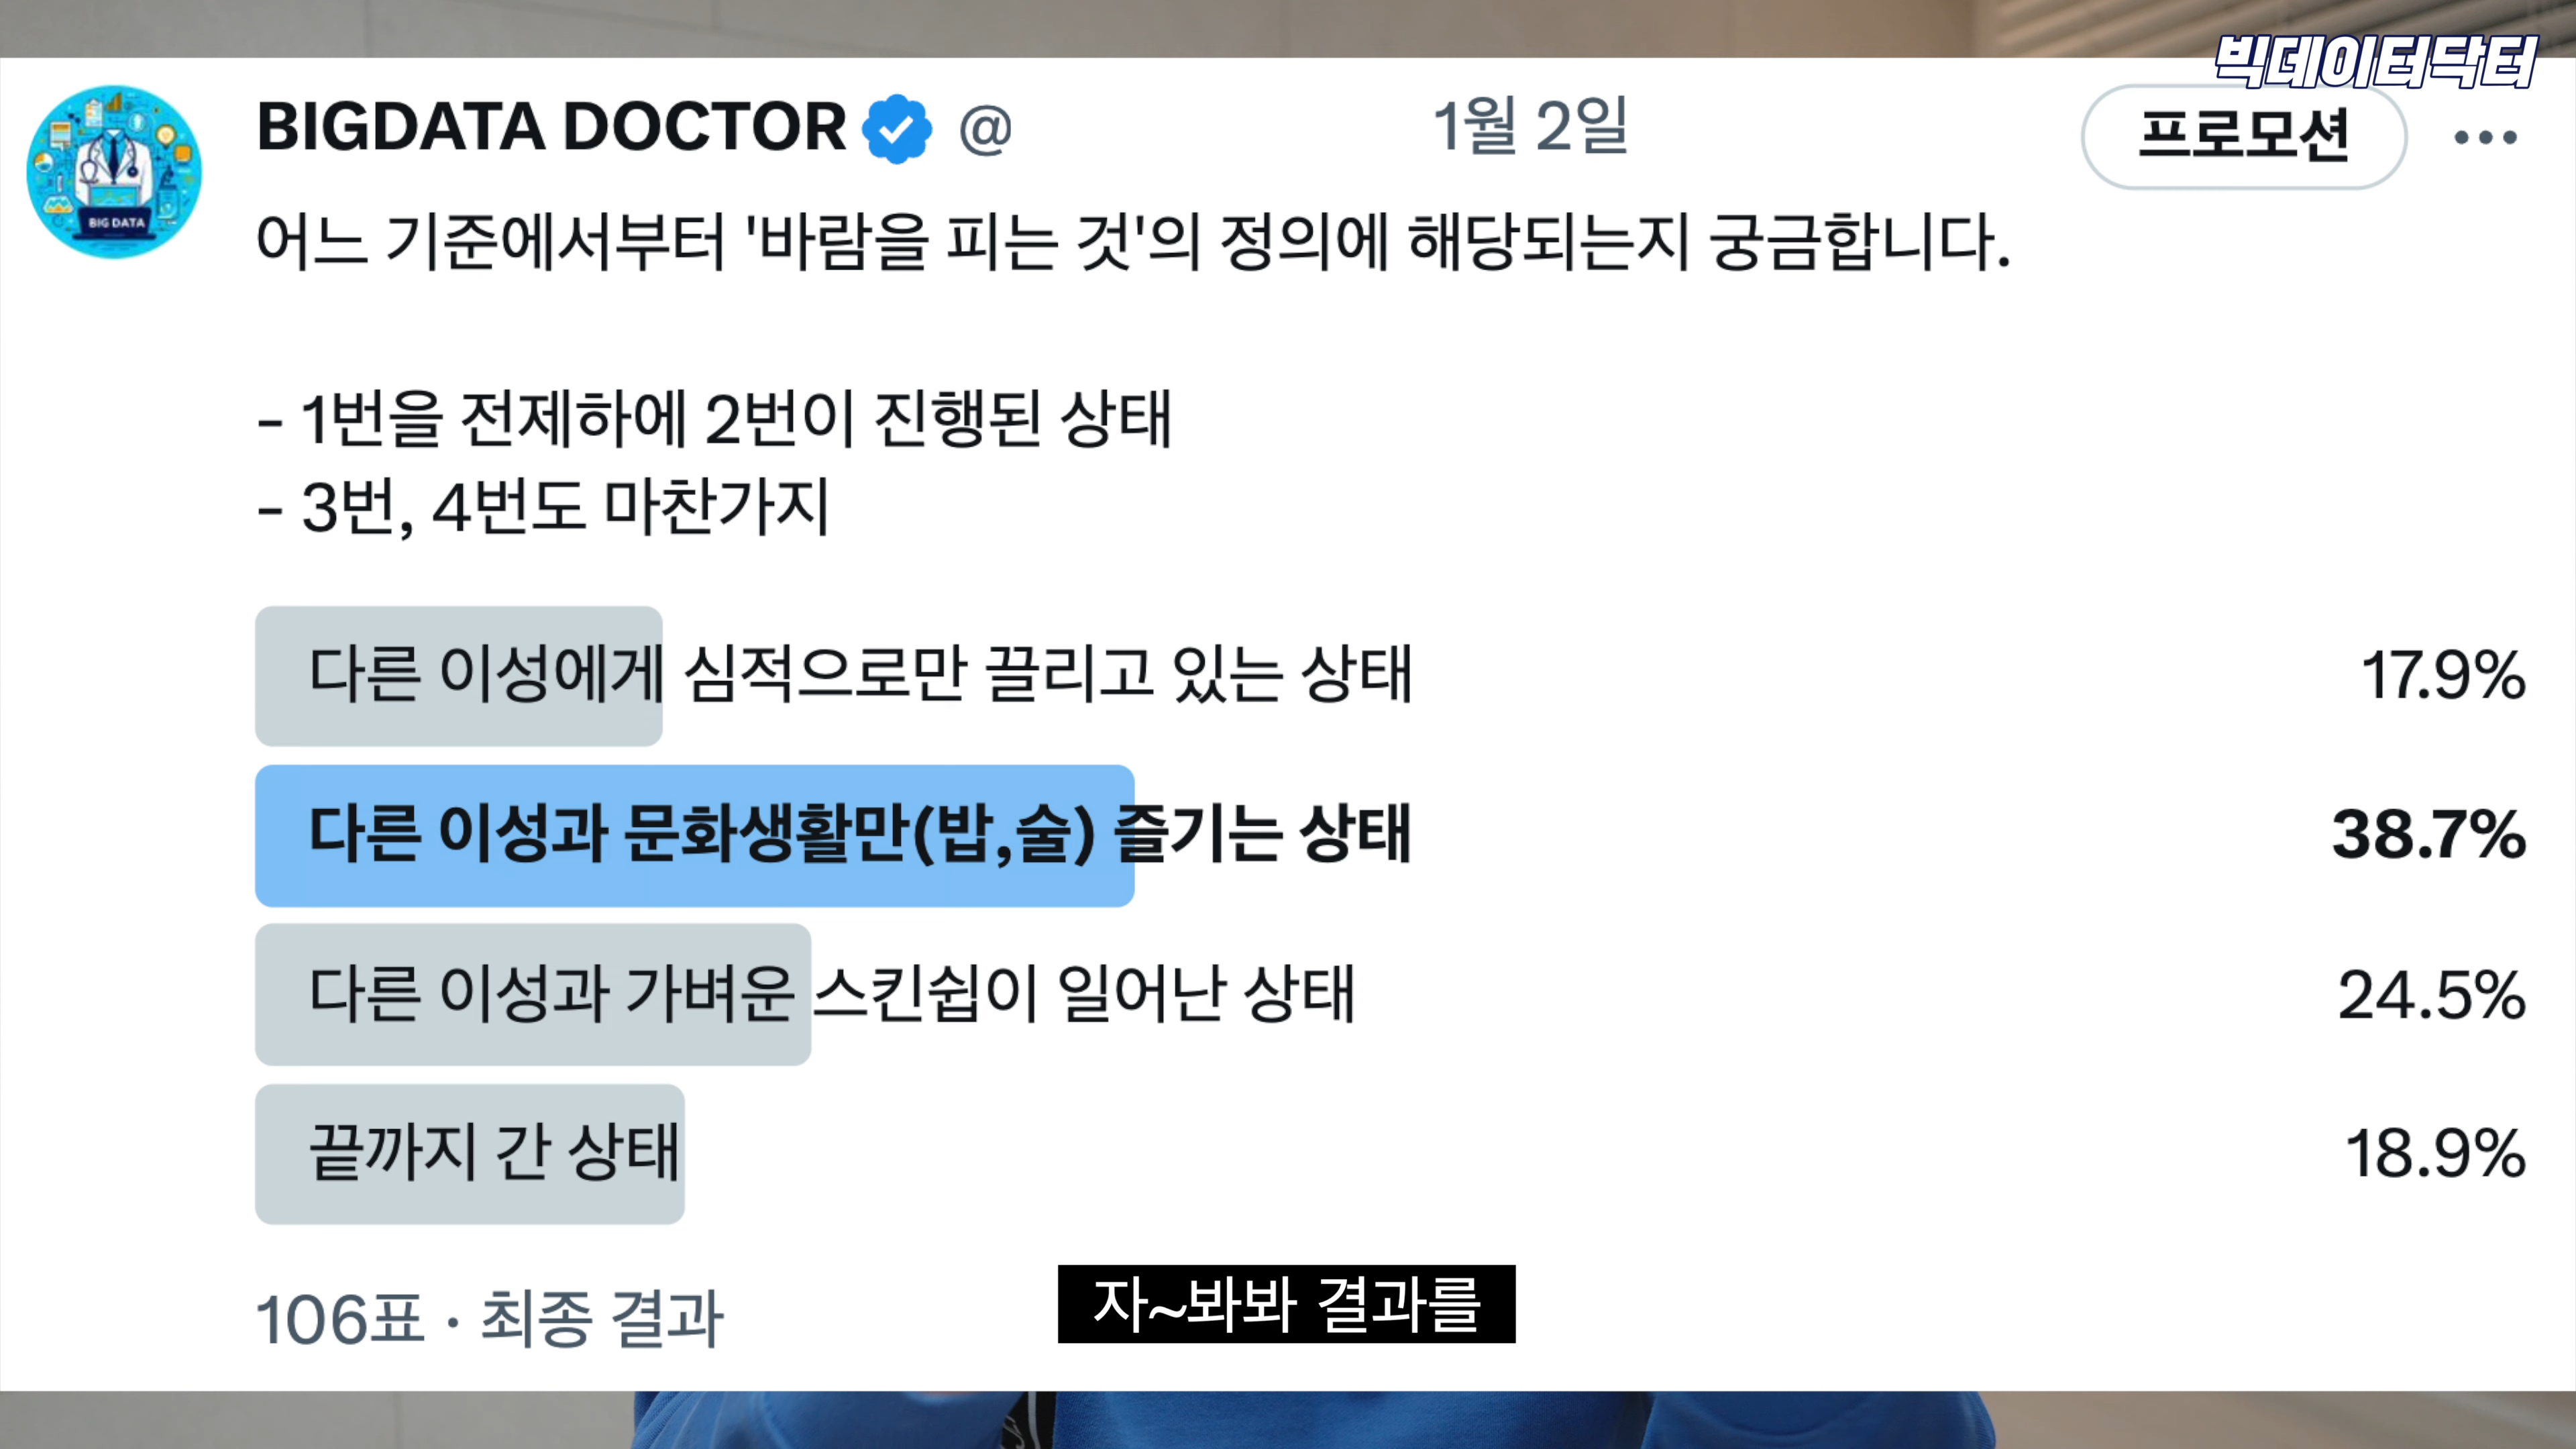 빅데이터닥터
BIGDATA DOCTOR @ 1월 2일 프로모션
BIG DATA
어느 기준에서부터 '바람을 피는 것'의 정의에 해당되는지 궁금합니다.
- 1번을 전제하에 2번이 진행된 상태
- 3번, 4번도 마찬가지
다른 이성에게 심적으로만 끌리고 있는 상태 17.9%
다른 이성과 문화생활만(밥,술) 즐기는 상태 38.7%
다른 이성과 가벼운 스킨쉽이 일어난 상태 24.5%
끝까지 간 상태 18.9%
106표 · 최종 결과
자~봐봐 결과를